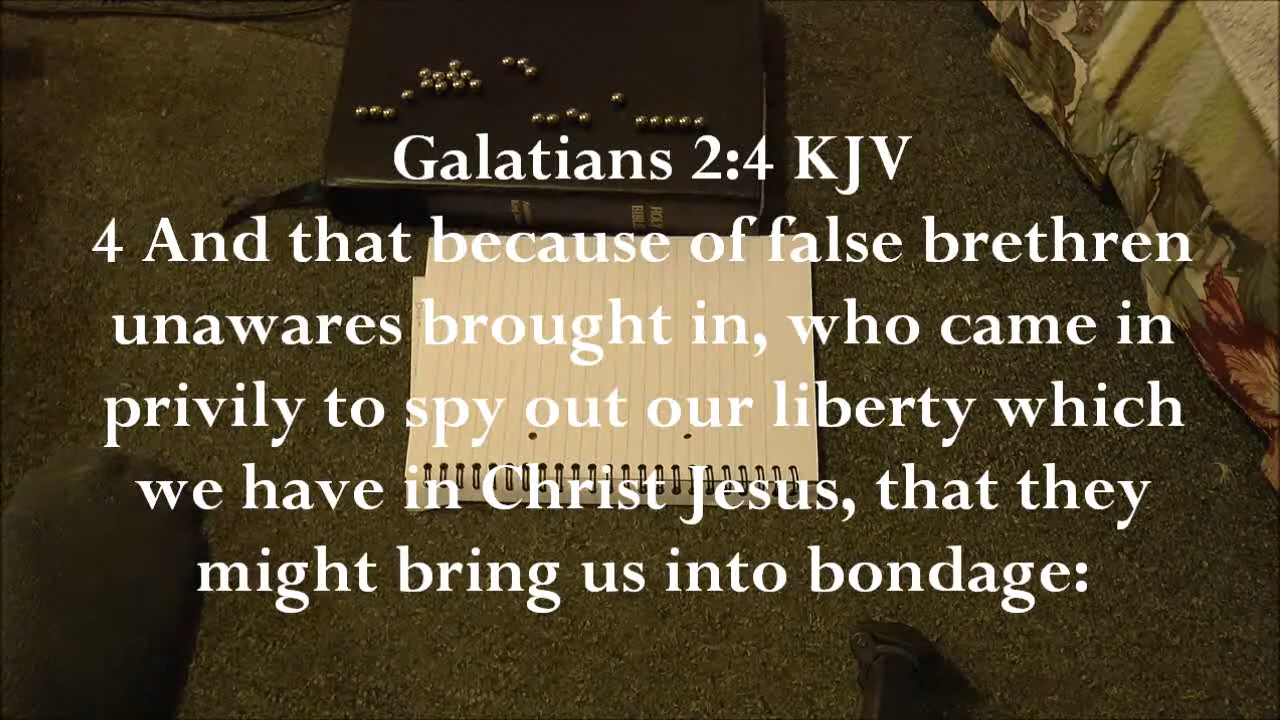 Galatians 2:4 KJV
4 And that because of false brethren
unawares brought in, who came in
privily to spy out our liberty which
we have in Christ Jesus, that they
might bring us into bondage: